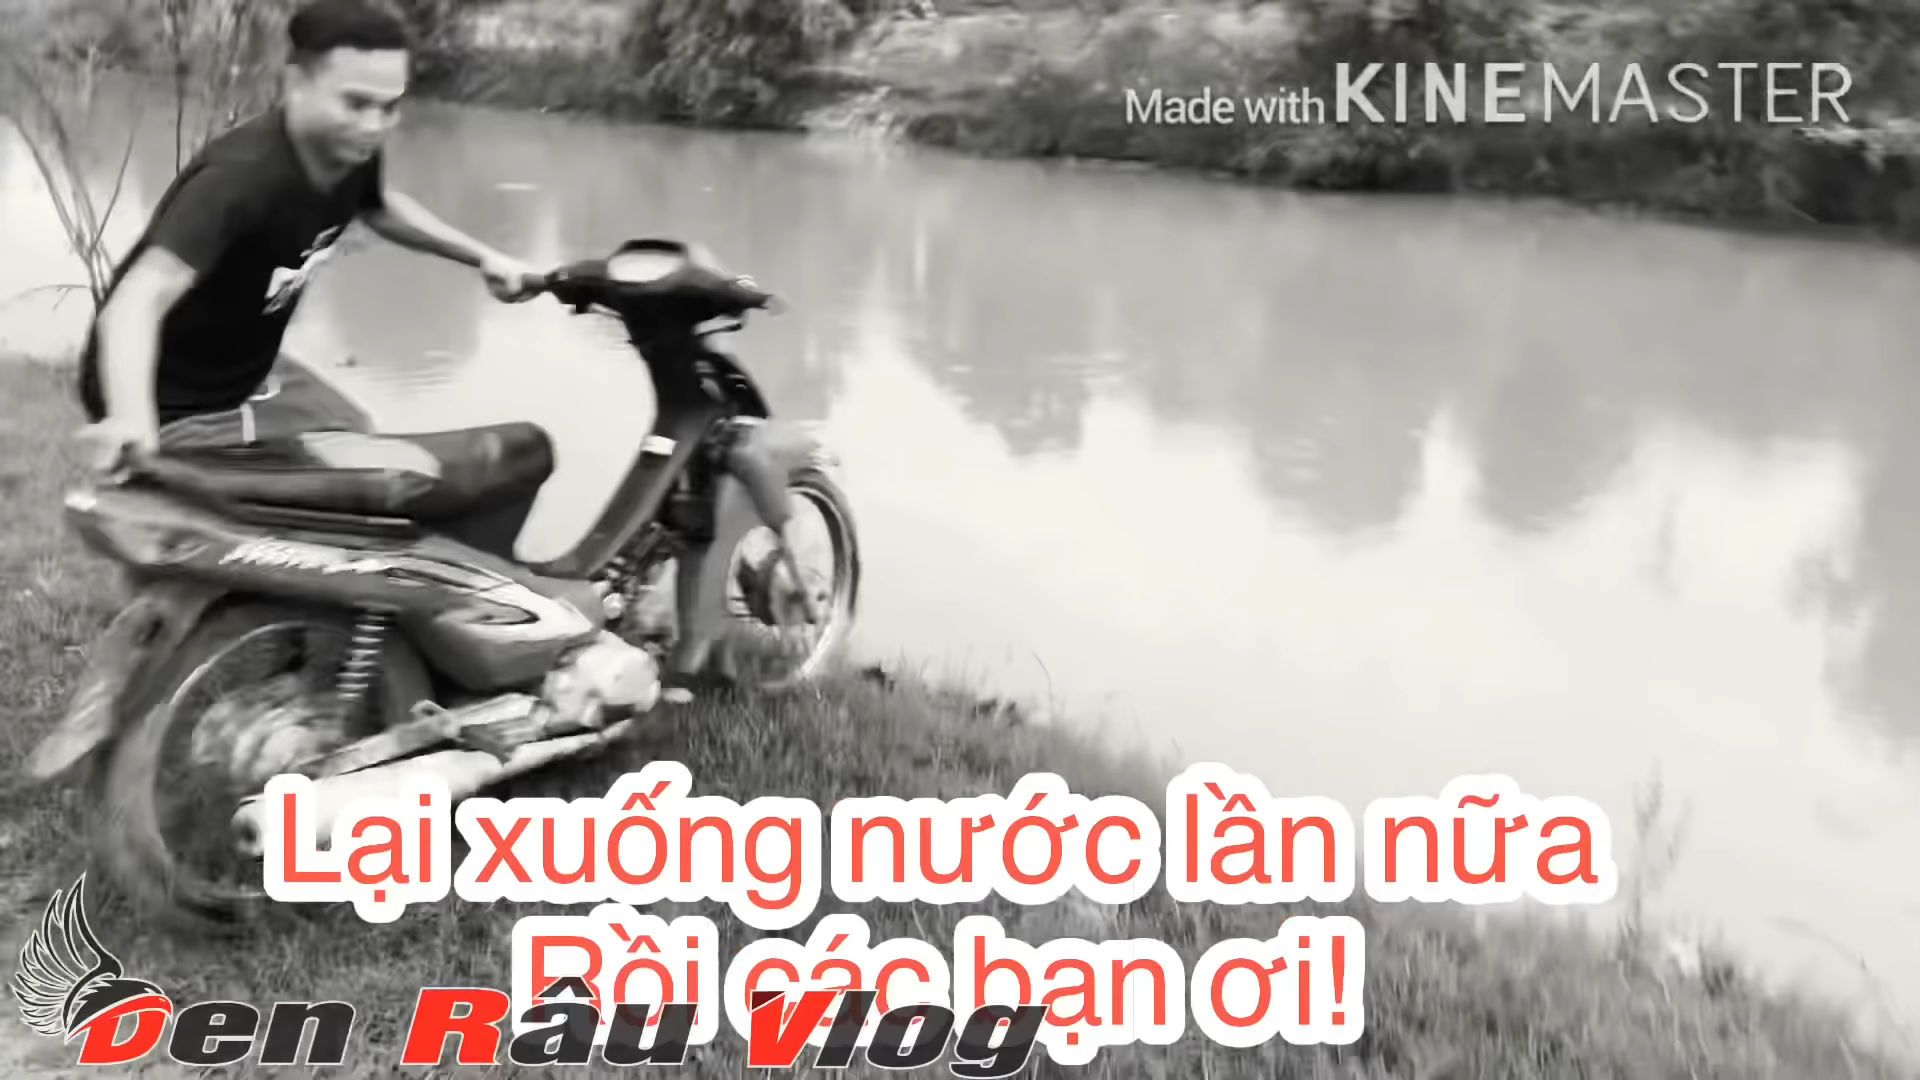 Made with KINEMASTER
Lại xuống nước lần nữa
Rồi các bạn ơi!
Den Râu Vlog